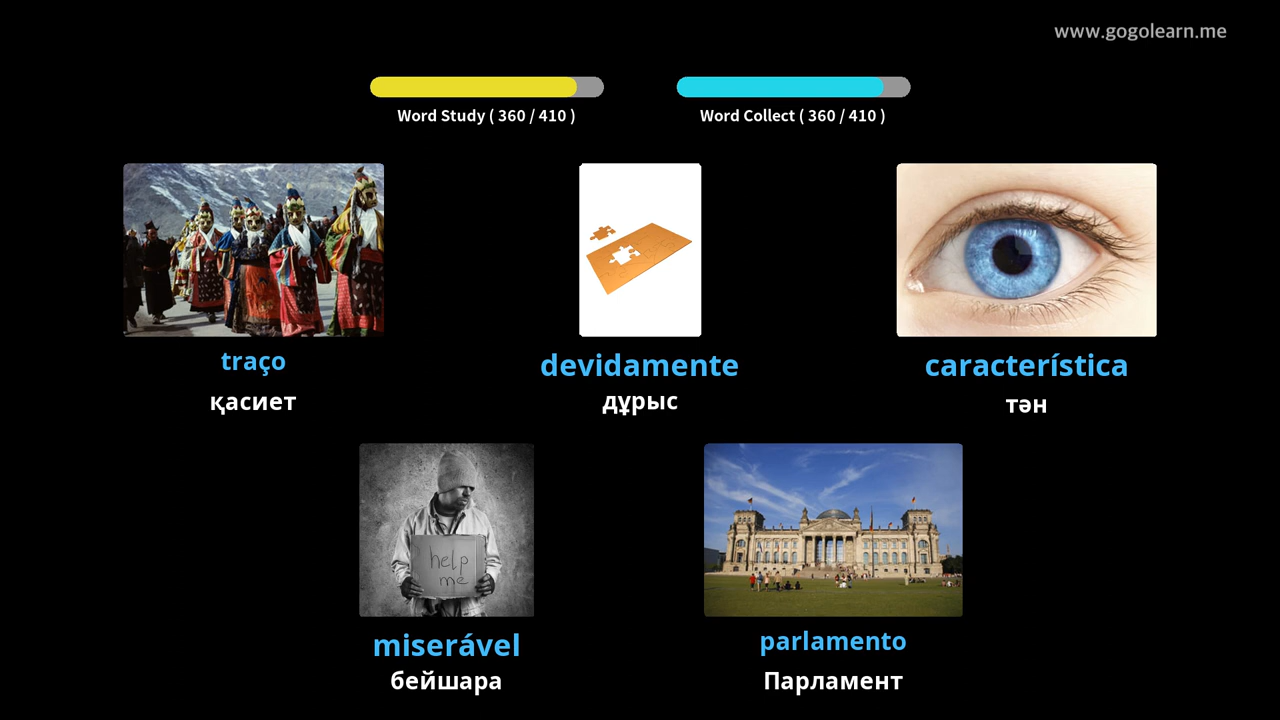 www.gogolearn.me
Word Study ( 360 / 410 )
Word Collect ( 360 / 410 )
traço
қасиет
devidamente
дұрыс
característica
тән
help
me
miserável
бейшара
parlamento
Парламент